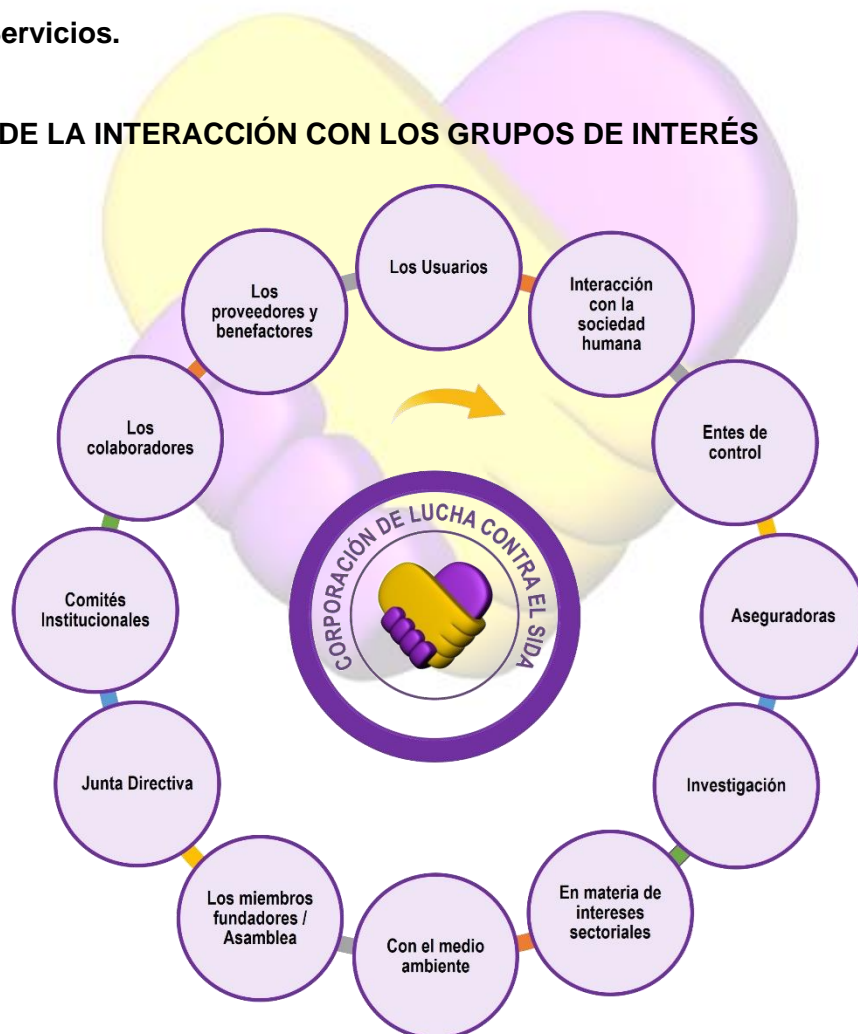 Servicios.
DE LA INTERACCIÓN CON LOS GRUPOS DE INTERÉS
Los Usuarios
Interacción
con la
sociedad
humana
Entes de
control
Aseguradoras
Investigación
En materia de
intereses
sectoriales
Con el medio
ambiente
Los miembros
fundadores /
Asamblea
Junta Directiva
Comités
Institucionales
Los
colaboradores
Los
proveedores y
benefactores
CORPORACIÓN DE LUCHA CONTRA EL SIDA